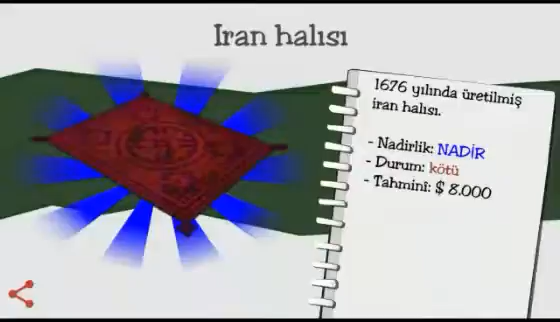 Iran halısı
1676 yılında üretilmiş
iran halısı.
- Nadirlik: NADİR
- Durum: kötü
- Tahmini: $ 8.000